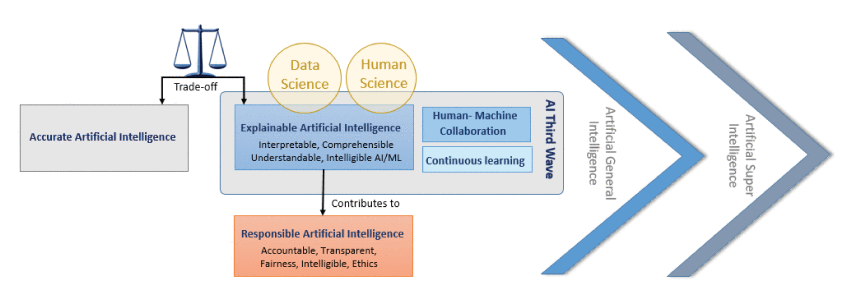 Data
Science
Human
Science
Trade-off
Accurate Artificial Intelligence
Explainable Artificial Intelligence
Interpretable, Comprehensible
Understandable, Intelligible AI/ML
Human- Machine
Collaboration
Continuous learning
AI Third Wave
Contributes to
Responsible Artificial Intelligence
Accountable, Transparent,
Fairness, Intelligible, Ethics
Artificial General
Intelligence
Artificial Super
Intelligence